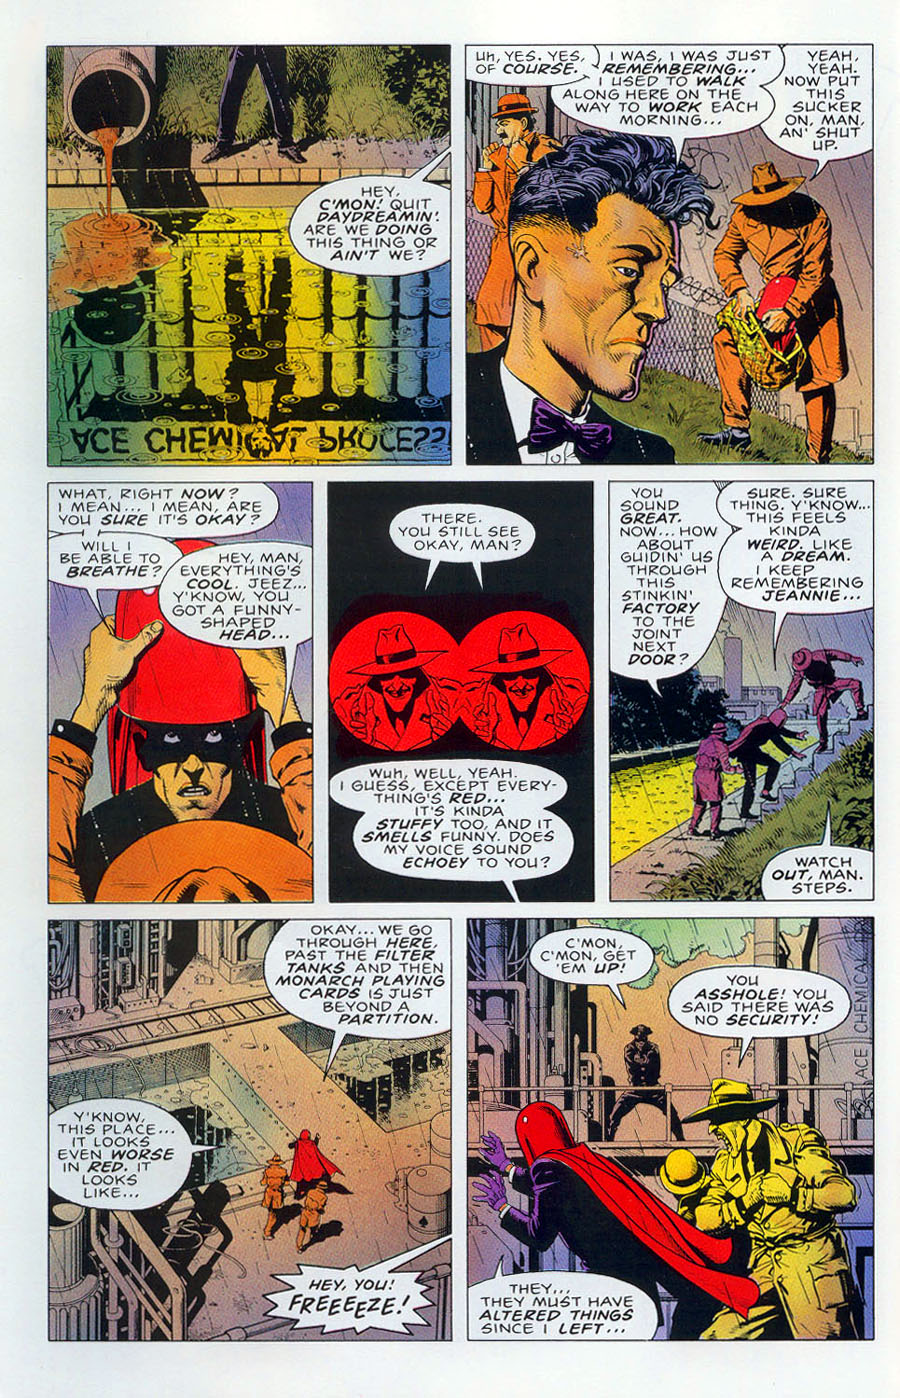 HEY,
C'MON! QUIT
DAYDREAMIN'.
ARE WE DOING
THIS THING OR
AIN'T WE?
ACE CHEMICAL PROCESS
UH, YES. YES,
OF COURSE.
I WAS, I WAS JUST
REMEMBERING...
I USED TO WALK
ALONG HERE ON THE
WAY TO WORK EACH
MORNING...
YEAH,
YEAH.
NOW PUT
THIS
SUCKER
ON, MAN,
AN' SHUT
UP.
WHAT, RIGHT NOW?
I MEAN... I MEAN, ARE
YOU SURE IT'S OKAY?
WILL I
BE ABLE TO
BREATHE?
HEY, MAN,
EVERYTHING'S
COOL. JEEZ...
Y'KNOW, YOU
GOT A FUNNY-
SHAPED
HEAD...
THERE.
YOU STILL SEE
OKAY, MAN?
WUH, WELL, YEAH.
I GUESS, EXCEPT EVERY-
THING'S RED...
IT'S KINDA
STUFFY TOO, AND IT
SMELLS FUNNY. DOES
MY VOICE SOUND
ECHOEY TO YOU?
YOU
SOUND
GREAT.
NOW... HOW
ABOUT
GUIDIN' US
THROUGH
THIS
STINKIN'
FACTORY
TO THE
JOINT
NEXT
DOOR?
SURE. SURE
THING. Y'KNOW...
THIS FEELS
KINDA
WEIRD. LIKE
A DREAM.
I KEEP
REMEMBERING
JEANNIE...
WATCH
OUT, MAN.
STEPS.
OKAY... WE GO
THROUGH HERE,
PAST THE FILTER
TANKS AND THEN
MONARCH PLAYING
CARDS IS JUST
BEYOND A
PARTITION.
Y'KNOW,
THIS PLACE...
IT LOOKS
EVEN WORSE
IN RED. IT
LOOKS
LIKE...
HEY, YOU!
FREEEEZE!
C'MON,
C'MON, GET
'EM UP!
YOU
ASSHOLE! YOU
SAID THERE WAS
NO SECURITY!
ACE CHEMICAL
THEY...
THEY MUST HAVE
ALTERED THINGS
SINCE I LEFT...